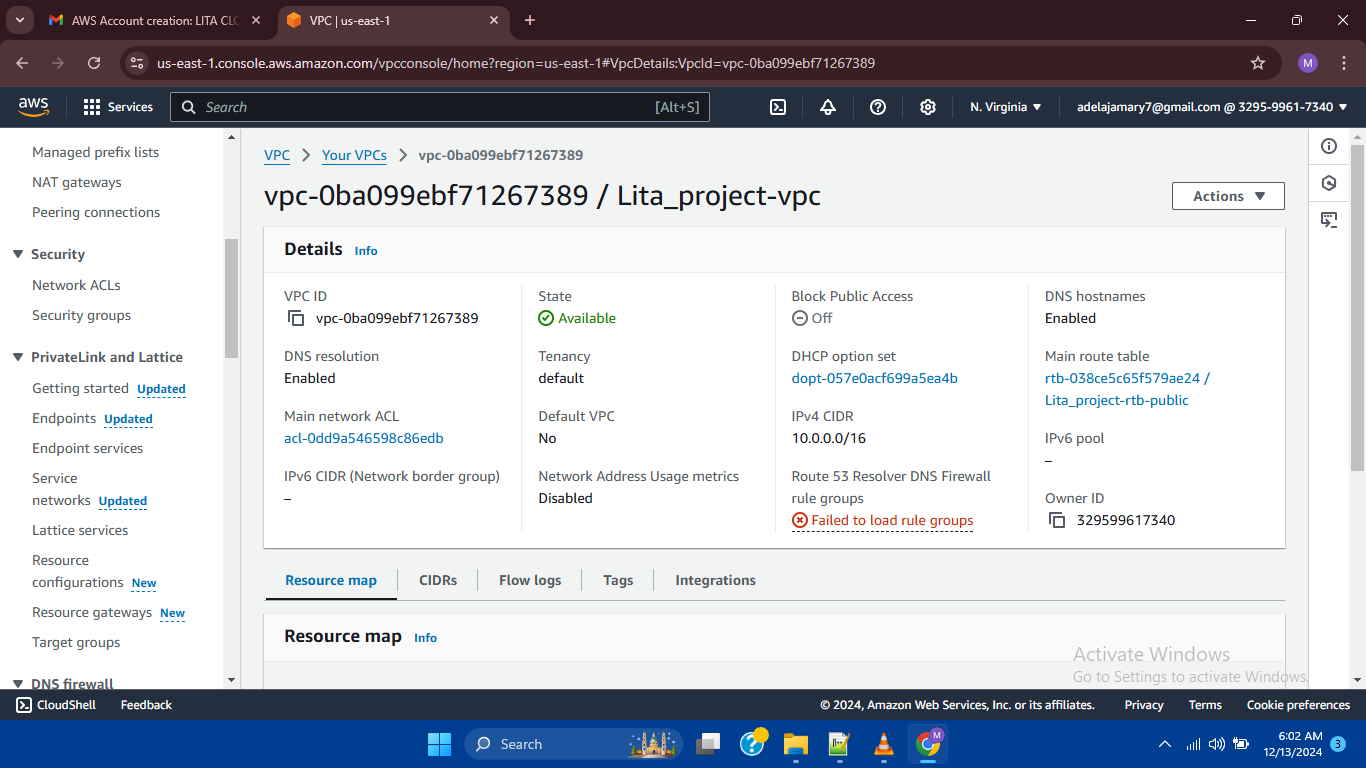 AWS Account creation: LITA CLO
VPC | us-east-1
us-east-1.console.aws.amazon.com/vpcconsole/home?region=us-east-1#VpcDetails:VpcId=vpc-0ba099ebf71267389
M
aws
Services
Search
[Alt+S]
N. Virginia
adelajamary7@gmail.com @ 3295-9961-7340
Managed prefix lists
NAT gateways
Peering connections
Security
Network ACLs
Security groups
PrivateLink and Lattice
Getting started Updated
Endpoints Updated
Endpoint services
Service
networks Updated
Lattice services
Resource
configurations New
Resource gateways New
Target groups
DNS firewall
VPC > Your VPCs > vpc-0ba099ebf71267389
vpc-0ba099ebf71267389 / Lita_project-vpc
Actions
Details Info
VPC ID
vpc-0ba099ebf71267389
DNS resolution
Enabled
Main network ACL
acl-0dd9a546598c86edb
IPv6 CIDR (Network border group)
–
State
Available
Tenancy
default
Default VPC
No
Network Address Usage metrics
Disabled
Block Public Access
Off
DHCP option set
dopt-057e0acf699a5ea4b
IPv4 CIDR
10.0.0.0/16
Route 53 Resolver DNS Firewall
rule groups
Failed to load rule groups
DNS hostnames
Enabled
Main route table
rtb-038ce5c65f579ae24 /
Lita_project-rtb-public
IPv6 pool
–
Owner ID
329599617340
Resource map
CIDRs
Flow logs
Tags
Integrations
Resource map Info
Activate Windows
Go to Settings to activate Windows.
CloudShell
Feedback
© 2024, Amazon Web Services, Inc. or its affiliates.
Privacy
Terms
Cookie preferences
Search
M
6:02 AM
12/13/2024
3